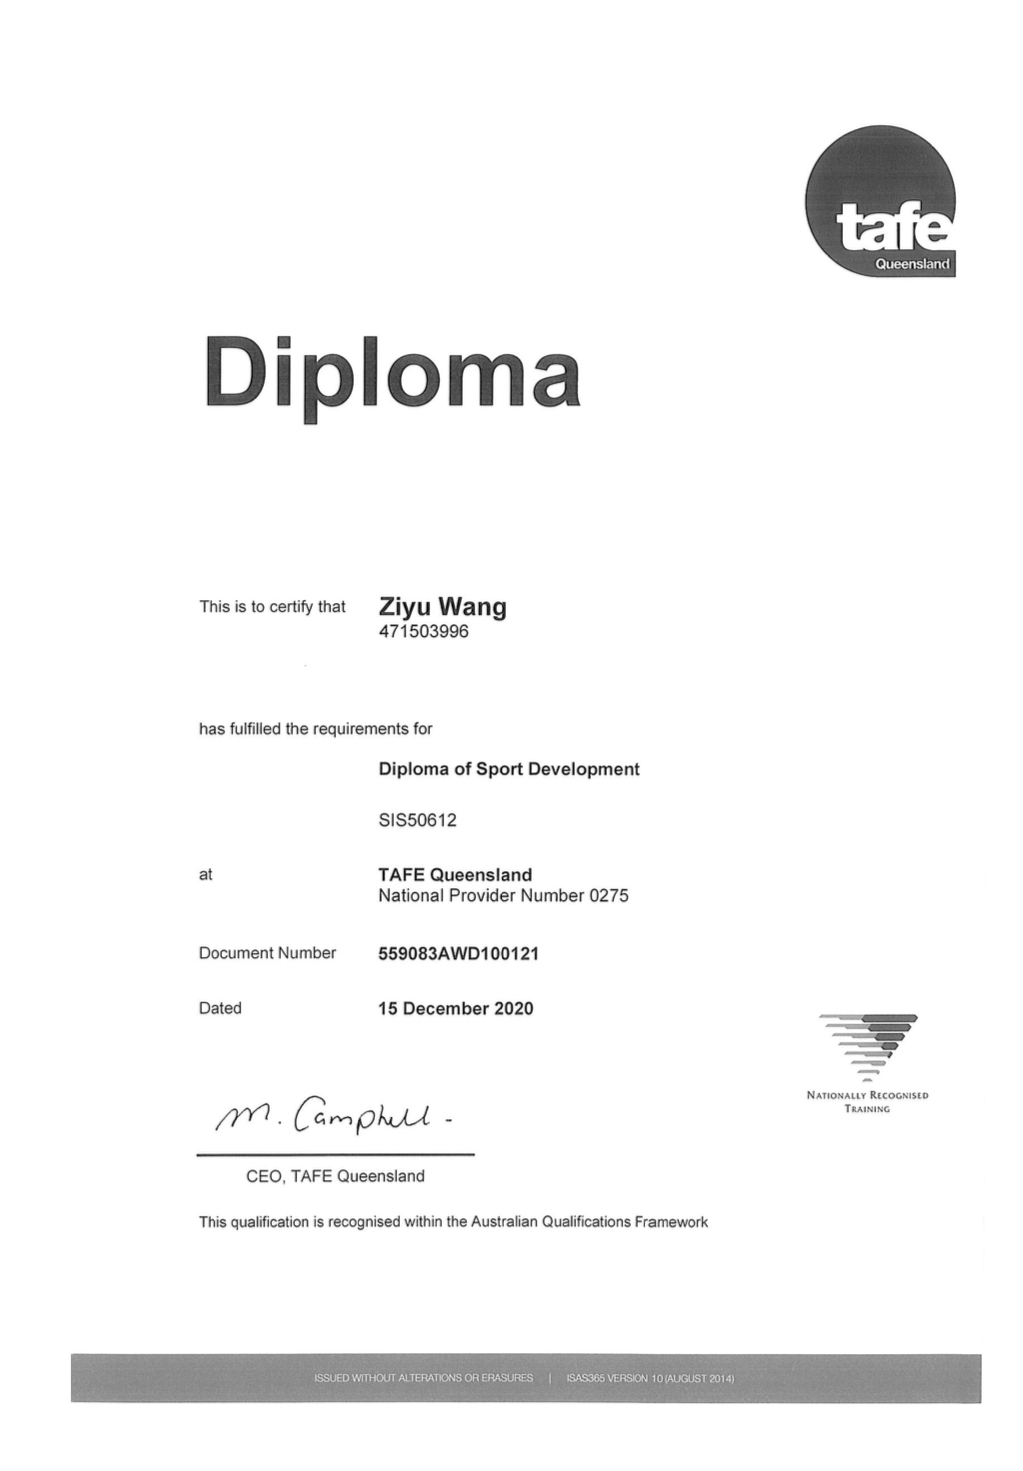 tafe
Queensland
Diploma
This is to certify that Ziyu Wang
471503996
has fulfilled the requirements for
Diploma of Sport Development
SIS50612
at TAFE Queensland
National Provider Number 0275
Document Number 559083AWD100121
Dated 15 December 2020
NATIONALLY RECOGNISED
TRAINING
M. Campbell -
CEO, TAFE Queensland
This qualification is recognised within the Australian Qualifications Framework
ISSUED WITHOUT ALTERATIONS OR ERASURES | ISAS365 VERSION 10 (AUGUST 2014)